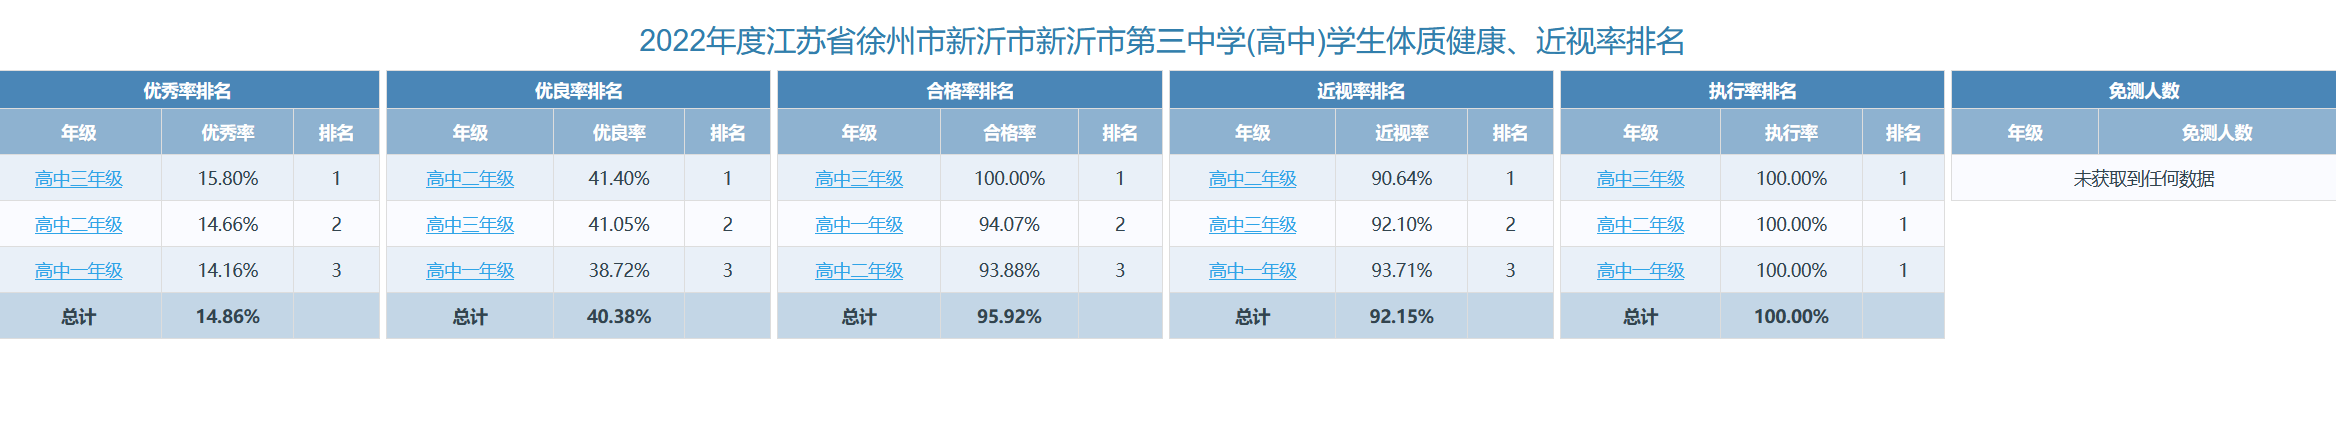 2022年度江苏省徐州市新沂市新沂市第三中学(高中)学生体质健康、近视率排名
优秀率排名 优良率排名 合格率排名 近视率排名 执行率排名 免测人数
年级 优秀率 排名 年级 优良率 排名 年级 合格率 排名 年级 近视率 排名 年级 执行率 排名 年级 免测人数
高中三年级 15.80% 1 高中二年级 41.40% 1 高中三年级 100.00% 1 高中二年级 90.64% 1 高中三年级 100.00% 1 未获取到任何数据
高中二年级 14.66% 2 高中三年级 41.05% 2 高中一年级 94.07% 2 高中三年级 92.10% 2 高中二年级 100.00% 1
高中一年级 14.16% 3 高中一年级 38.72% 3 高中二年级 93.88% 3 高中一年级 93.71% 3 高中一年级 100.00% 1
总计 14.86% 总计 40.38% 总计 95.92% 总计 92.15% 总计 100.00%